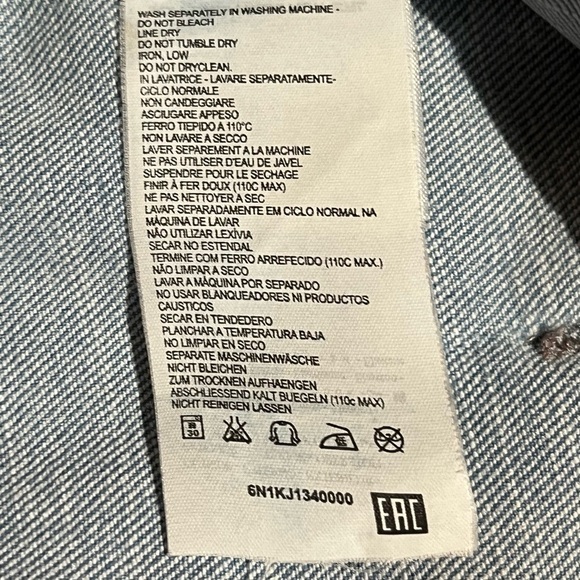 WASH SEPARATELY IN WASHING MACHINE -
DO NOT BLEACH
LINE DRY
DO NOT TUMBLE DRY
IRON, LOW
DO NOT DRYCLEAN.
IN LAVATRICE - LAVARE SEPARATAMENTE-
CICLO NORMALE
NON CANDEGGIARE
ASCIUGARE APPESO
FERRO TIEPIDO A 110°C
NON LAVARE A SECCO
LAVER SEPAREMENT A LA MACHINE
NE PAS UTILISER D'EAU DE JAVEL
SUSPENDRE POUR LE SECHAGE
FINIR À FER DOUX (110C MAX)
NE PAS NETTOYER A SEC
LAVAR SEPARADAMENTE EM CICLO NORMAL NA
MÁQUINA DE LAVAR
NÃO UTILIZAR LEXÍVIA
SECAR NO ESTENDAL
TERMINE COM FERRO ARREFECIDO (110C MAX.)
NÃO LIMPAR A SECO
LAVAR A MÁQUINA POR SEPARADO
NO USAR BLANQUEADORES NI PRODUCTOS
CAUSTICOS
SECAR EN TENDEDERO
PLANCHAR A TEMPERATURA BAJA
NO LIMPIAR EN SECO
SEPARATE MASCHINENWÄSCHE
NICHT BLEICHEN
ZUM TROCKNEN AUFHAENGEN
ABSCHLIESSEND KALT BUEGELN (110c MAX)
NICHT REINIGEN LASSEN
30
6N1KJ1340000
EAC